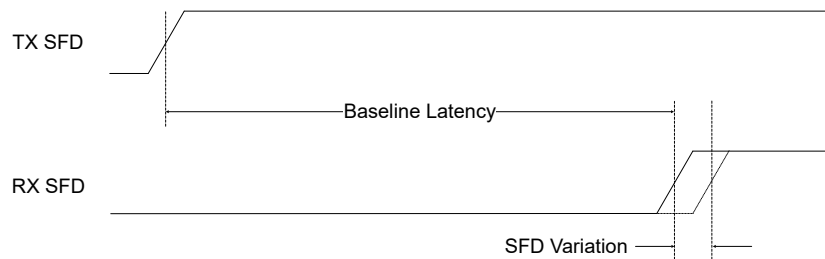 TX SFD
Baseline Latency
RX SFD
SFD Variation